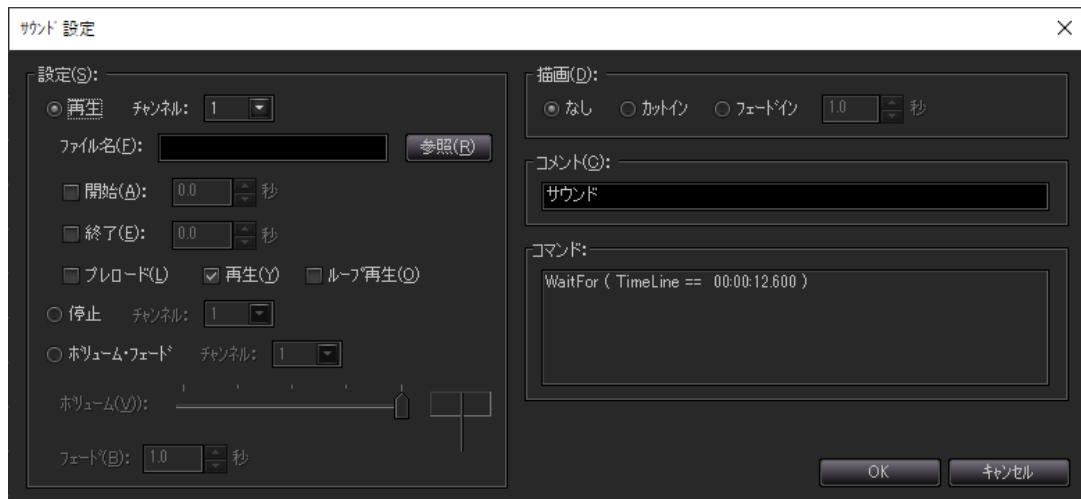 ｻｳﾝﾄﾞ 設定
設定(S):
再生 ﾁｬﾝﾈﾙ: 1
ﾌｧｲﾙ名(F): 参照(R)
開始(A): 0.0 秒
終了(E): 0.0 秒
プレロード(L) 再生(Y) ﾙｰﾌﾟ再生(O)
停止 ﾁｬﾝﾈﾙ: 1
ﾎﾞﾘｭｰﾑ･ﾌｪｰﾄﾞ ﾁｬﾝﾈﾙ: 1
ﾎﾞﾘｭｰﾑ(V)):
ﾌｪｰﾄﾞ(B): 1.0 秒
描画(D):
なし ｶｯﾄｲﾝ ﾌｪｰﾄﾞｲﾝ 1.0 秒
コメント(C):
サウンド
コマンド:
WaitFor ( TimeLine == 00:00:12.600 )
OK ｷｬﾝｾﾙ